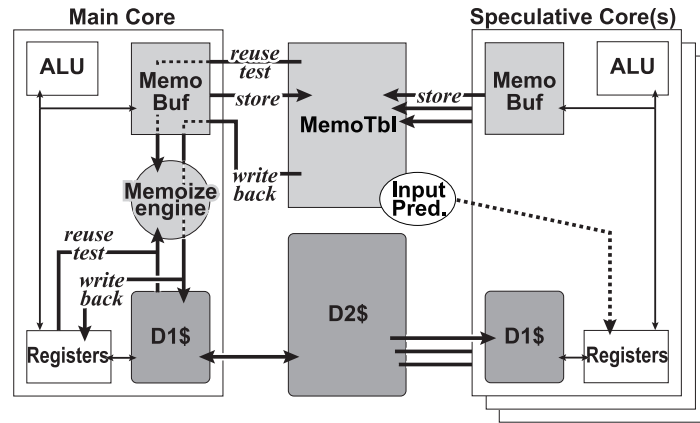 Main Core
Speculative Core(s)
ALU
Memo
Buf
reuse
test
store
MemoTbl
write
back
store
Memo
Buf
ALU
Memoize
engine
Input
Pred.
reuse
test
write
back
Registers
D1$
D2$
D1$
Registers